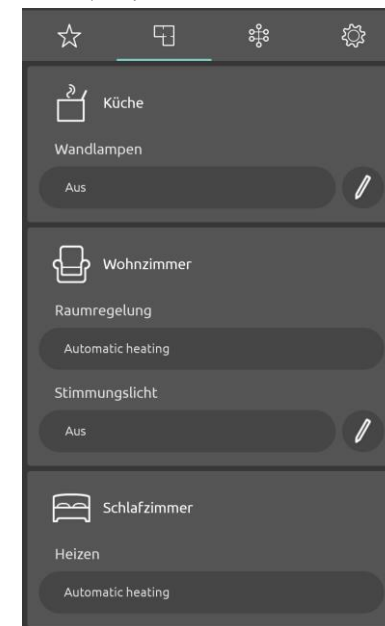 Küche
Wandlampen
Aus
Wohnzimmer
Raumregelung
Automatic heating
Stimmungslicht
Aus
Schlafzimmer
Heizen
Automatic heating